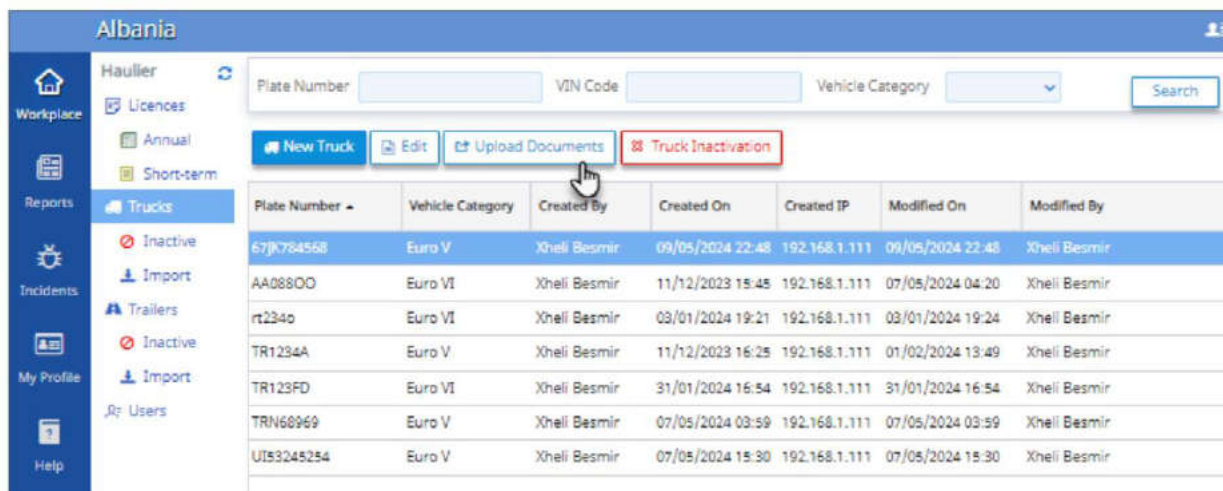 Albania
Workplace
Reports
Incidents
My Profile
Help
Haulier
Licences
Annual
Short-term
Trucks
Inactive
Import
Trailers
Inactive
Import
Users
Plate Number VIN Code Vehicle Category Search
New Truck Edit Upload Documents Truck Inactivation
Plate Number Vehicle Category Created By Created On Created IP Modified On Modified By
67JK784568 Euro V Xheli Besmir 09/05/2024 22:48 192.168.1.111 09/05/2024 22:48 Xheli Besmir
AA088OO Euro VI Xheli Besmir 11/12/2023 15:45 192.168.1.111 07/05/2024 04:20 Xheli Besmir
rt234o Euro VI Xheli Besmir 03/01/2024 19:21 192.168.1.111 03/01/2024 19:24 Xheli Besmir
TR1234A Euro V Xheli Besmir 11/12/2023 16:25 192.168.1.111 01/02/2024 13:49 Xheli Besmir
TR123FD Euro VI Xheli Besmir 31/01/2024 16:54 192.168.1.111 31/01/2024 16:54 Xheli Besmir
TRN68969 Euro V Xheli Besmir 07/05/2024 03:59 192.168.1.111 07/05/2024 03:59 Xheli Besmir
UI53245254 Euro V Xheli Besmir 07/05/2024 15:30 192.168.1.111 07/05/2024 15:30 Xheli Besmir